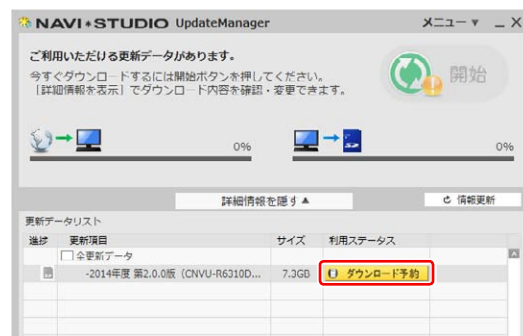 NAVI*STUDIO UpdateManager
メニュー ▼ _ X
ご利用いただける更新データがあります。
今すぐダウンロードするには開始ボタンを押してください。
[詳細情報を表示]でダウンロード内容を確認・変更できます。
開始
0%
0%
詳細情報を隠す▲
情報更新
更新データリスト
進捗 更新項目 サイズ 利用ステータス
全更新データ
-2014年度 第2.0.0版 (CNVU-R6310D... 7.3GB ダウンロード予約